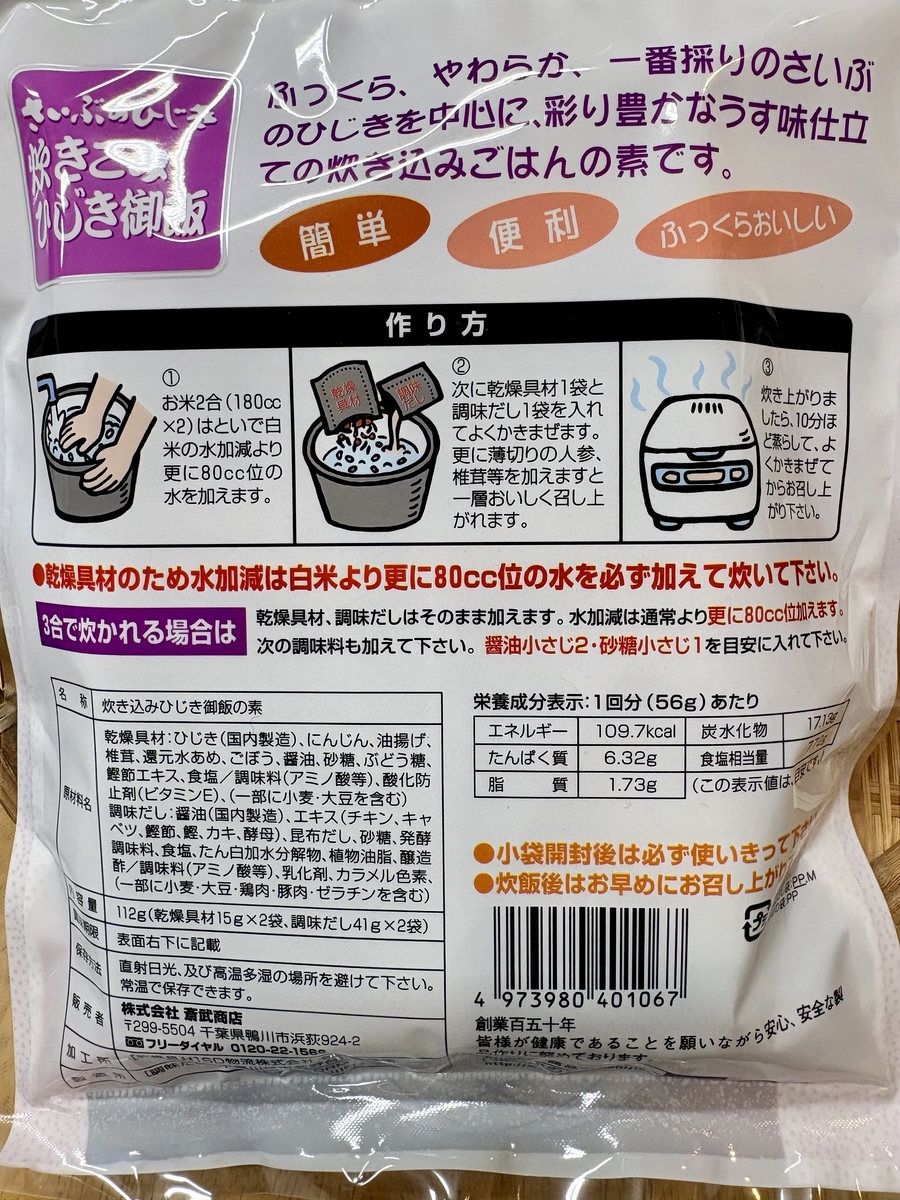 さいぶのひじき
炊きこみ
ひじき御飯
ふっくら、やわらか、一番採りのさいぶ
のひじきを中心に、彩り豊かなうす味仕立
ての炊き込みごはんの素です。
簡単
便利
ふっくらおいしい
作り方
①
お米2合(180cc
×2)はといで白
米の水加減より
更に80cc位の
水を加えます。
乾燥
具材
調味
だし
②
次に乾燥具材1袋と
調味だし1袋を入れ
てよくかきまぜます。
更に薄切りの人参、
椎茸等を加えますと
一層おいしく召し上
がれます。
③
炊き上がりま
したら、10分ほ
ど蒸らして、よ
くかきまぜて
からお召し上
がり下さい。
●乾燥具材のため水加減は白米より更に80cc位の水を必ず加えて炊いて下さい。
3合で炊かれる場合は
乾燥具材、調味だしはそのまま加えます。水加減は通常より更に80cc位加えます。
次の調味料も加えて下さい。醤油小さじ2・砂糖小さじ1を目安に入れて下さい。
名称 炊き込みひじき御飯の素
原材料名
乾燥具材:ひじき(国内製造)、にんじん、油揚げ、
椎茸、還元水あめ、ごぼう、醤油、砂糖、ぶどう糖、
鰹節エキス、食塩/調味料(アミノ酸等)、酸化防
止剤(ビタミンE)、(一部に小麦・大豆を含む)
調味だし:醤油(国内製造)、エキス(チキン、キャ
ベツ、鰹節、鰹、カキ、酵母)、昆布だし、砂糖、発酵
調味料、食塩、たん白加水分解物、植物油脂、醸造
酢/調味料(アミノ酸等)、乳化剤、カラメル色素、
(一部に小麦・大豆・鶏肉・豚肉・ゼラチンを含む)
内容量 112g(乾燥具材15g×2袋、調味だし41g×2袋)
期限 表面右下に記載
保存方法 直射日光、及び高温多湿の場所を避けて下さい。
常温で保存できます。
販売者 株式会社 斎武商店
〒299-5504 千葉県鴨川市浜荻924-2
フリーダイヤル 0120-22-1586
加工所
栄養成分表示:1回分(56g)あたり
エネルギー 109.7kcal 炭水化物 17.13g
たんぱく質 6.32g 食塩相当量
脂質 1.73g (この表示値は、目安です。)
●小袋開封後は必ず使いきって下さい
●炊飯後はお早めにお召し上がり
プラ
4 973980 401067
創業百五十年
皆様が健康であることを願いながら安心、安全な製
品作りに努めております。